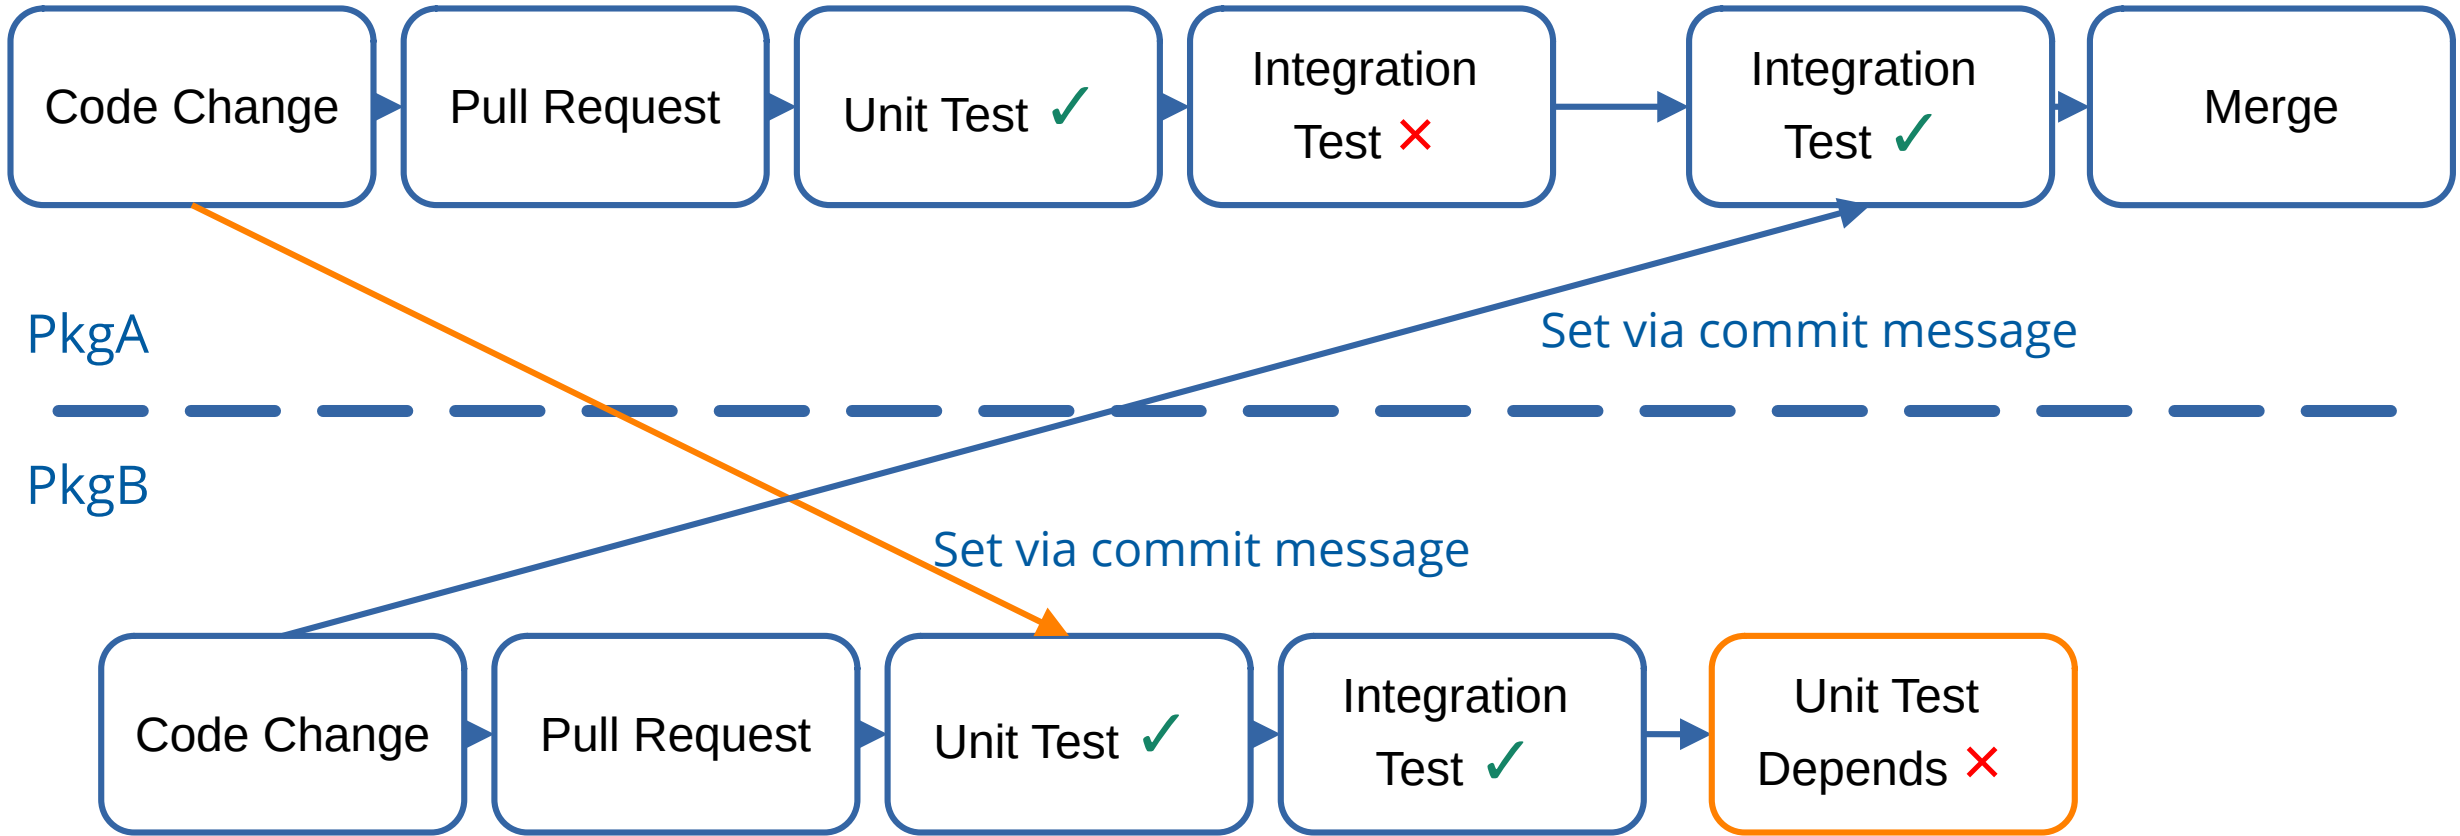 Code Change
Pull Request
Unit Test ✓
Integration
Test ✕
Integration
Test ✓
Merge
PkgA
Set via commit message
PkgB
Set via commit message
Code Change
Pull Request
Unit Test ✓
Integration
Test ✓
Unit Test
Depends ✕